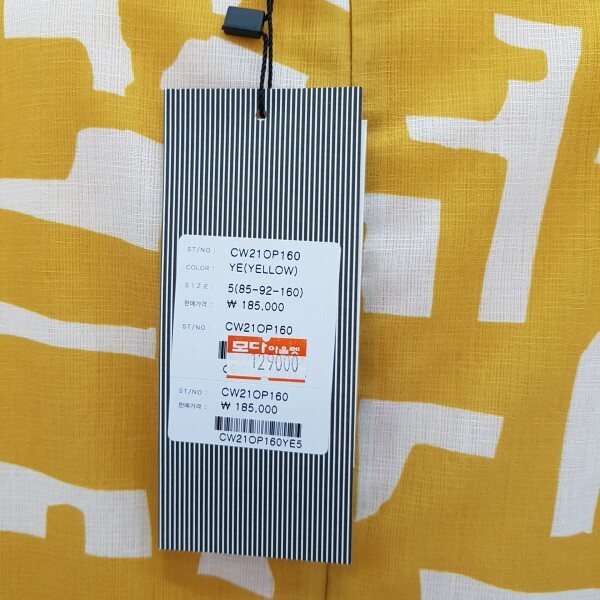 ST/NO : CW21OP160
COLOR : YE(YELLOW)
SIZE : 5(85-92-160)
판매가격 : ₩ 185,000
ST/NO : CW21OP160
모다아울렛
129000
ST/NO : CW21OP160
판매가격 : ₩ 185,000
CW21OP160YE5